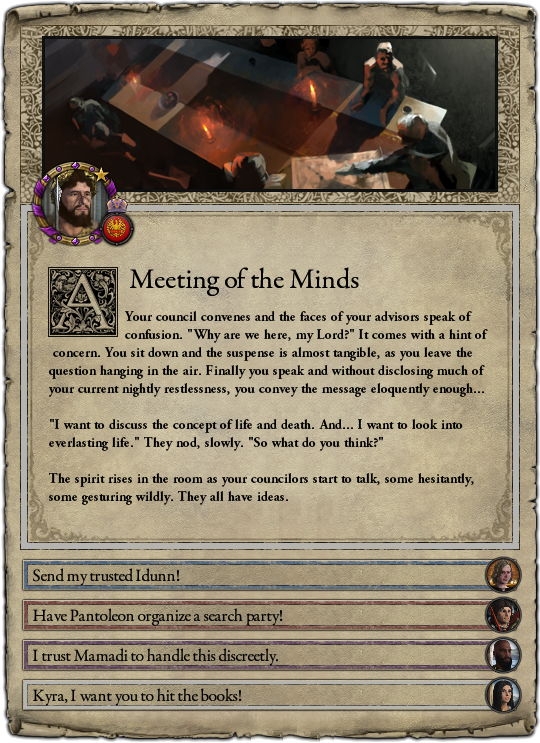 A
Meeting of the Minds
Your council convenes and the faces of your advisors speak of
confusion. "Why are we here, my Lord?" It comes with a hint of
concern. You sit down and the suspense is almost tangible, as you leave the
question hanging in the air. Finally you speak and without disclosing much of
your current nightly restlessness, you convey the message eloquently enough...
"I want to discuss the concept of life and death. And... I want to look into
everlasting life." They nod, slowly. "So what do you think?"
The spirit rises in the room as your councilors start to talk, some hesitantly,
some gesturing wildly. They all have ideas.
Send my trusted Idunn!
Have Pantoleon organize a search party!
I trust Mamadi to handle this discreetly.
Kyra, I want you to hit the books!